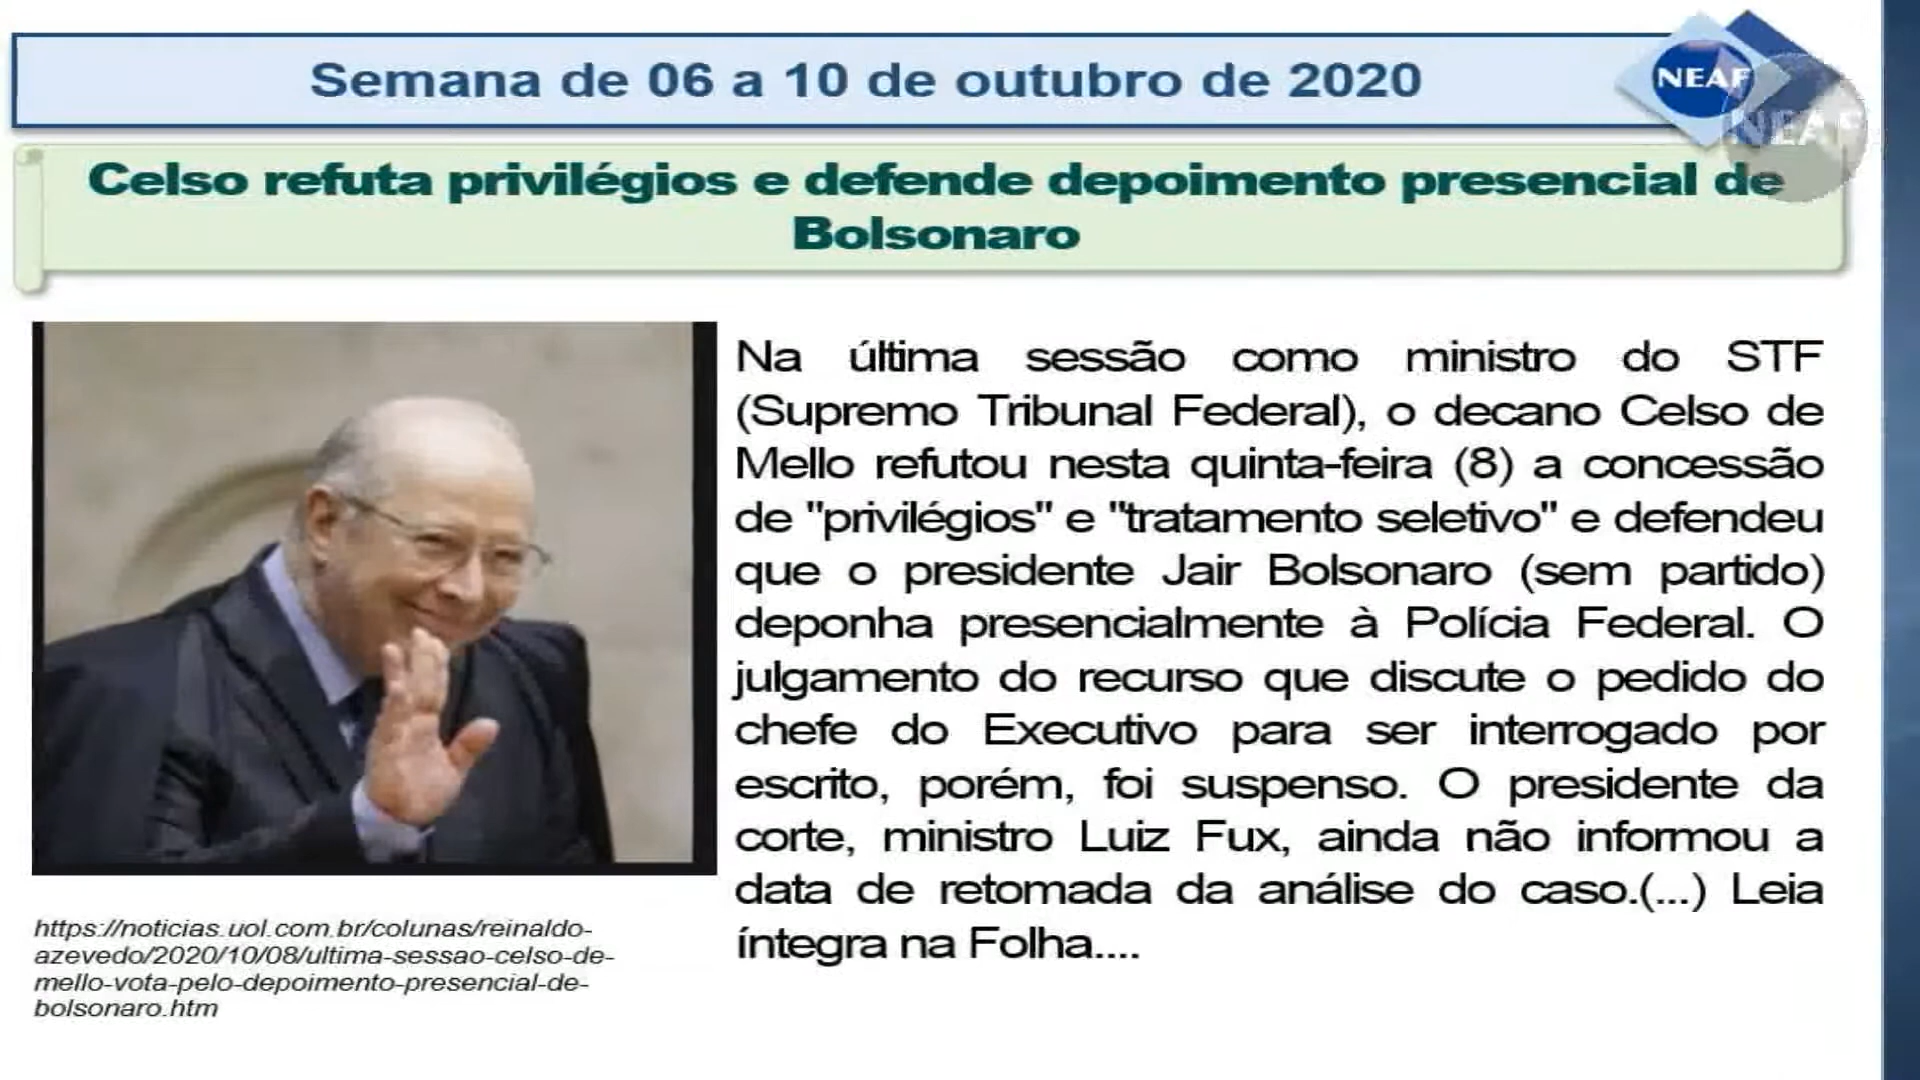 Semana de 06 a 10 de outubro de 2020
NEAF
NEAF
Celso refuta privilégios e defende depoimento presencial de
Bolsonaro
Na última sessão como ministro do STF
(Supremo Tribunal Federal), o decano Celso de
Mello refutou nesta quinta-feira (8) a concessão
de "privilégios" e "tratamento seletivo" e defendeu
que o presidente Jair Bolsonaro (sem partido)
deponha presencialmente à Polícia Federal. O
julgamento do recurso que discute o pedido do
chefe do Executivo para ser interrogado por
escrito, porém, foi suspenso. O presidente da
corte, ministro Luiz Fux, ainda não informou a
data de retomada da análise do caso.(...) Leia
íntegra na Folha....
https://noticias.uol.com.br/colunas/reinaldo-
azevedo/2020/10/08/ultima-sessao-celso-de-
mello-vota-pelo-depoimento-presencial-de-
bolsonaro.htm